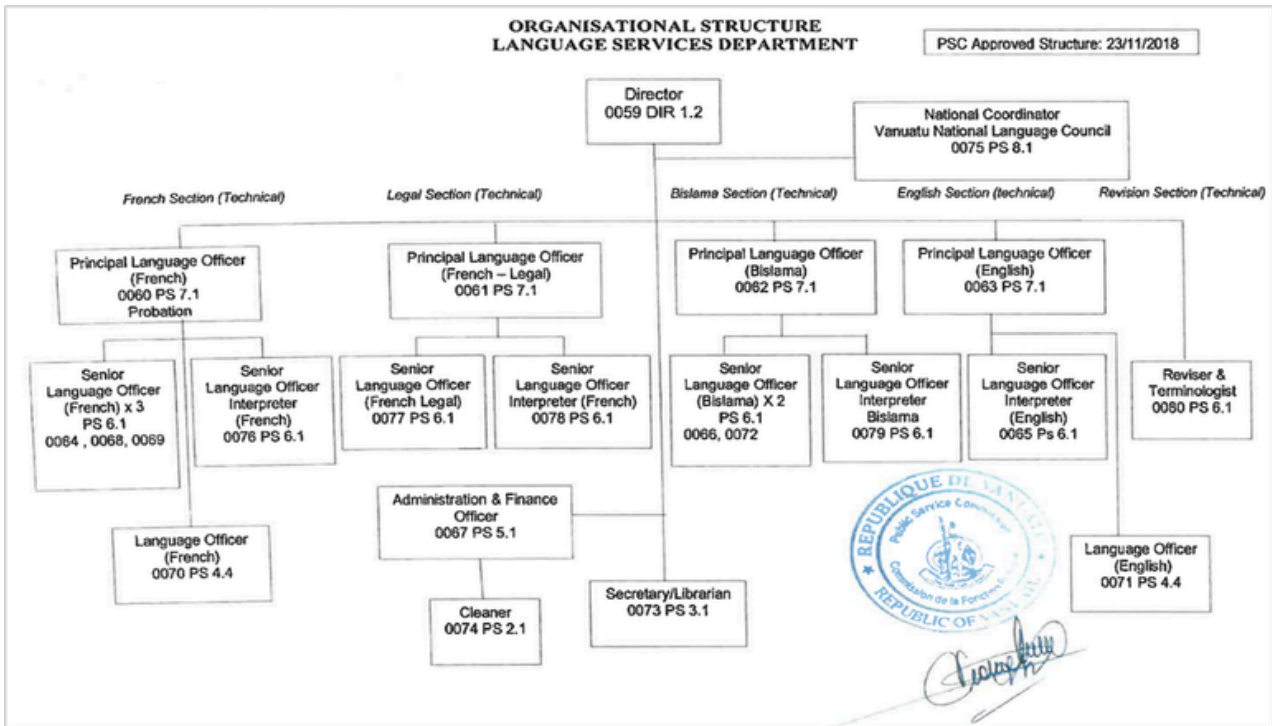 ORGANISATIONAL STRUCTURE
LANGUAGE SERVICES DEPARTMENT
PSC Approved Structure: 23/11/2018
Director
0059 DIR 1.2
National Coordinator
Vanuatu National Language Council
0075 PS 8.1
French Section (Technical)
Legal Section (Technical)
Bislama Section (Technical)
English Section (technical)
Revision Section (Technical)
Principal Language Officer
(French)
0060 PS 7.1
Probation
Principal Language Officer
(French – Legal)
0061 PS 7.1
Principal Language Officer
(Bislama)
0062 PS 7.1
Principal Language Officer
(English)
0063 PS 7.1
Senior
Language Officer
(French) x 3
PS 6.1
0064 , 0068, 0069
Senior
Language Officer
Interpreter
(French)
0076 PS 6.1
Senior
Language Officer
(French Legal)
0077 PS 6.1
Senior
Language Officer
Interpreter (French)
0078 PS 6.1
Senior
Language Officer
(Bislama) X 2
PS 6.1
0066, 0072
Senior
Language Officer
Interpreter
Bislama
0079 PS 6.1
Senior
Language Officer
Interpreter
(English)
0065 Ps 6.1
Reviser &
Terminologist
0080 PS 6.1
Administration & Finance
Officer
0067 PS 5.1
Language Officer
(French)
0070 PS 4.4
Cleaner
0074 PS 2.1
Secretary/Librarian
0073 PS 3.1
Language Officer
(English)
0071 PS 4.4
REPUBLIQUE DE VANUATU
Public Service Commission
Commission de la Fonction
REPUBLIC OF VANUATU